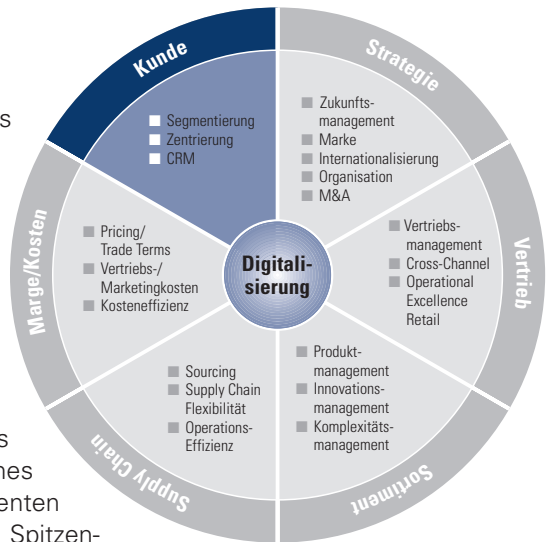 Kunde
Segmentierung
Zentrierung
CRM
Strategie
Zukunfts-
management
Marke
Internationalisierung
Organisation
M&A
Vertrieb
Vertriebs-
management
Cross-Channel
Operational
Excellence
Retail
Sortiment
Produkt-
management
Innovations-
management
Komplexitäts-
management
Supply Chain
Sourcing
Supply Chain
Flexibilität
Operations-
Effizienz
Marge/Kosten
Pricing/
Trade Terms
Vertriebs-/
Marketingkosten
Kosteneffizienz
Digitali-
sierung
s
s
nes
enten
Spitzen-